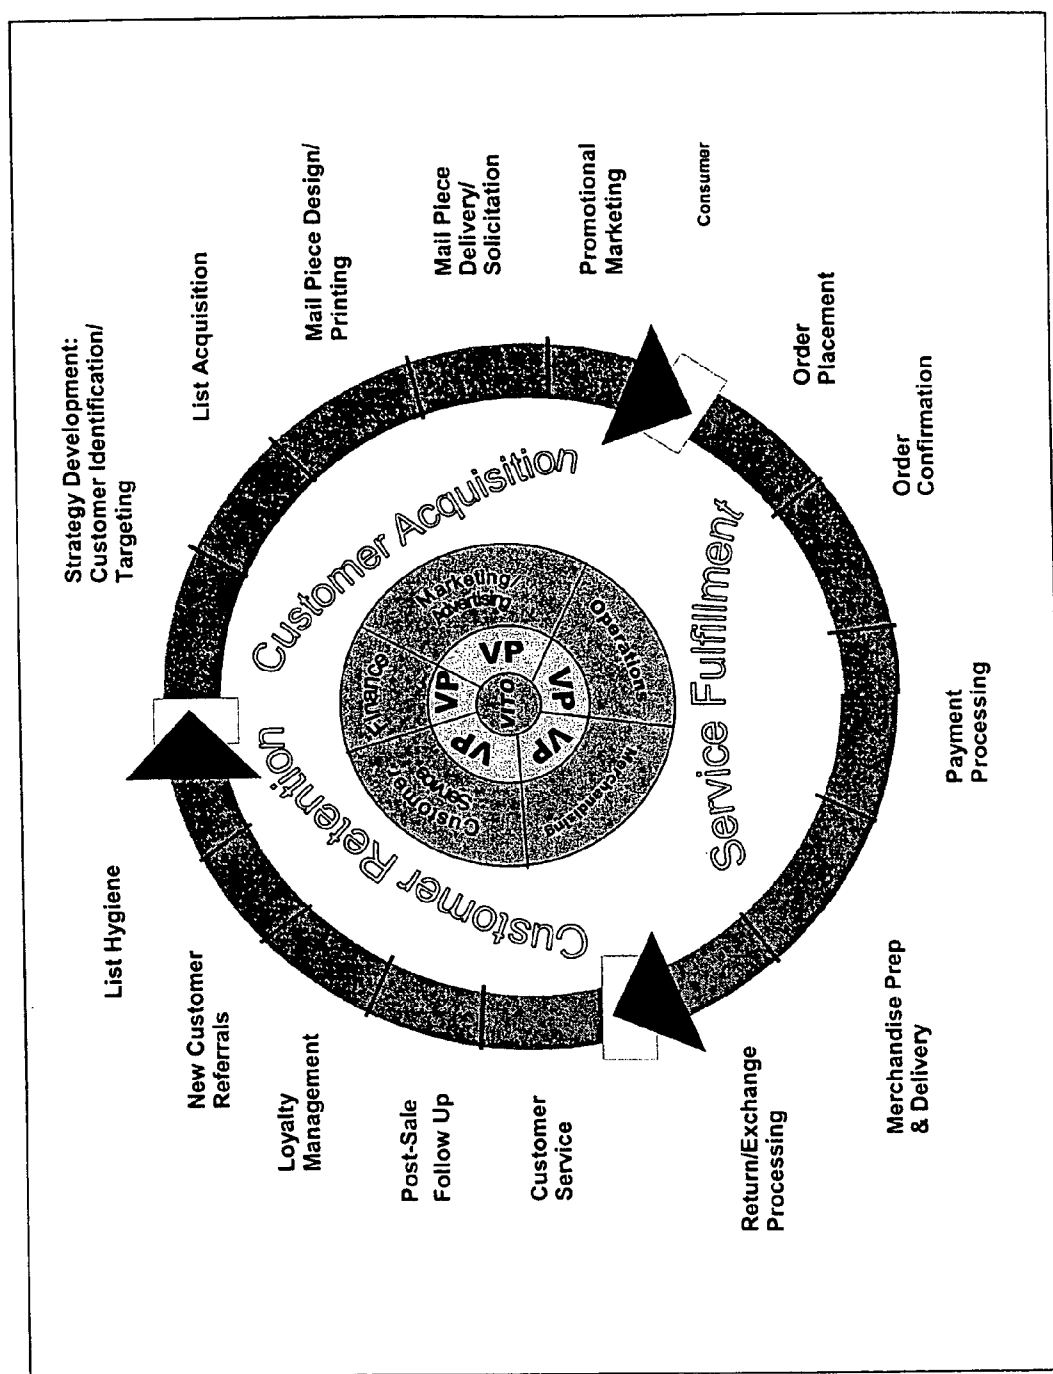 Strategy Development:
Customer Identification/
Targeting
List Acquisition
Mail Piece Design/
Printing
Mail Piece
Delivery/
Solicitation
Promotional
Marketing
Consumer
Order
Placement
Order
Confirmation
Payment
Processing
Merchandise Prep
& Delivery
Return/Exchange
Processing
Customer
Service
Post-Sale
Follow Up
Loyalty
Management
New Customer
Referrals
List Hygiene
Customer Acquisition
Service Fulfillment
Customer Retention
Marketing
Advertising
Operations
Merchandising
Customer
Service
Finance
VP
VP
VP
VP
VP
VITO